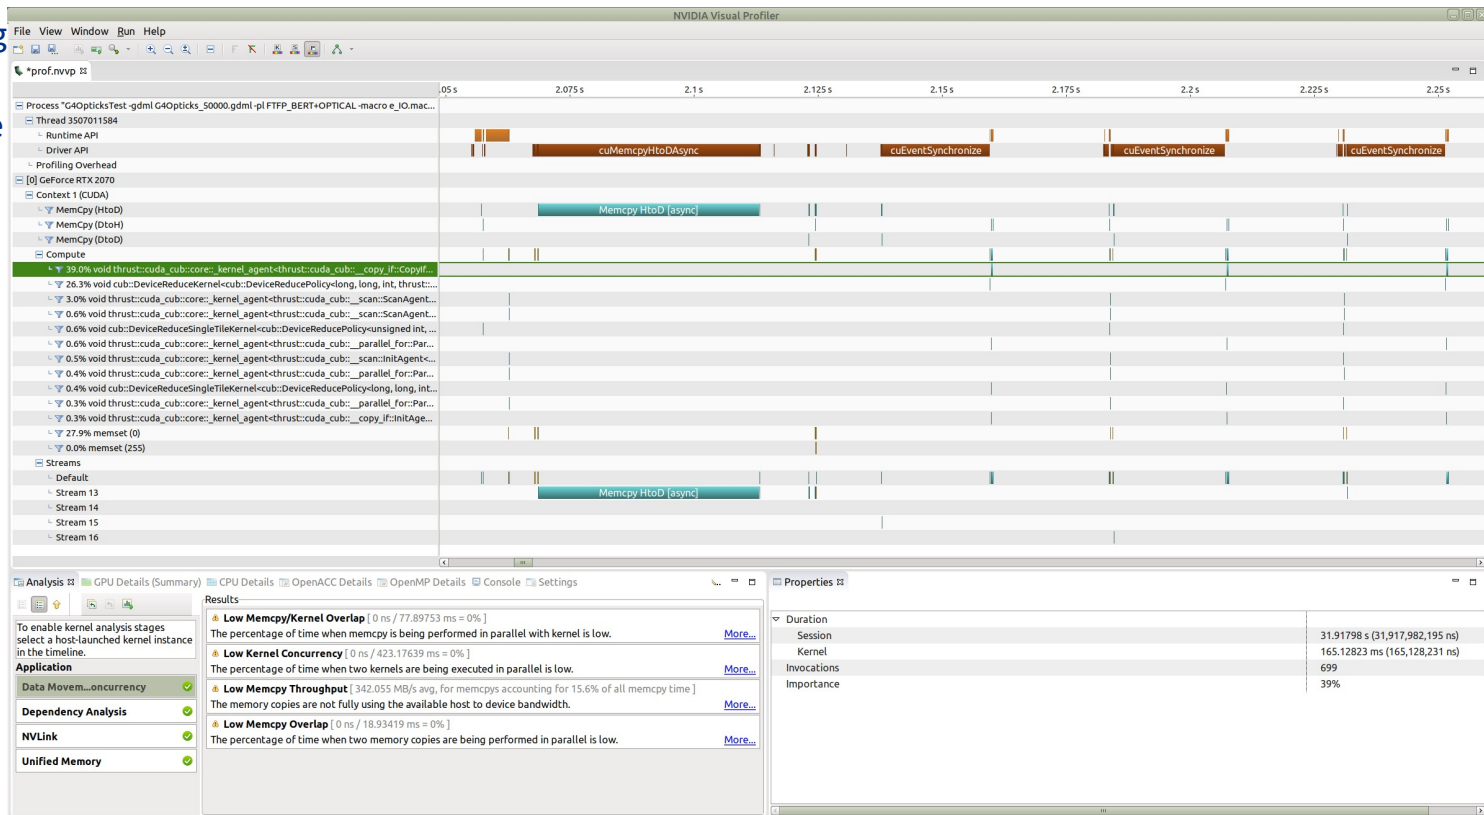 NVIDIA Visual Profiler
g
File View Window Run Help
*prof.nvvp
e
.05 s 2.075 s 2.1 s 2.125 s 2.15 s 2.175 s 2.2 s 2.225 s 2.25 s
Process "G4OpticksTest -gdml G4Opticks_50000.gdml -pl FTFP_BERT+OPTICAL -macro e_IO.mac...
Thread 3507011584
Runtime API
Driver API cuMemcpyHtoDAsync cuEventSynchronize cuEventSynchronize cuEventSynchronize
Profiling Overhead
[0] GeForce RTX 2070
Context 1 (CUDA)
MemCpy (HtoD) Memcpy HtoD [async]
MemCpy (DtoH)
MemCpy (DtoD)
Compute
39.0% void thrust::cuda_cub::core::_kernel_agent<thrust::cuda_cub::__copy_if::CopyIf...
26.3% void cub::DeviceReduceKernel<cub::DeviceReducePolicy<long, long, int, thrust::...
3.0% void thrust::cuda_cub::core::_kernel_agent<thrust::cuda_cub::__scan::ScanAgent...
0.6% void thrust::cuda_cub::core::_kernel_agent<thrust::cuda_cub::__scan::ScanAgent...
0.6% void cub::DeviceReduceSingleTileKernel<cub::DeviceReducePolicy<unsigned int, ...
0.6% void thrust::cuda_cub::core::_kernel_agent<thrust::cuda_cub::__parallel_for::Par...
0.5% void thrust::cuda_cub::core::_kernel_agent<thrust::cuda_cub::__scan::InitAgent<...
0.4% void thrust::cuda_cub::core::_kernel_agent<thrust::cuda_cub::__parallel_for::Par...
0.4% void cub::DeviceReduceSingleTileKernel<cub::DeviceReducePolicy<long, long, int...
0.3% void thrust::cuda_cub::core::_kernel_agent<thrust::cuda_cub::__parallel_for::Par...
0.3% void thrust::cuda_cub::core::_kernel_agent<thrust::cuda_cub::__copy_if::InitAge...
27.9% memset (0)
0.0% memset (255)
Streams
Default
Stream 13 Memcpy HtoD [async]
Stream 14
Stream 15
Stream 16
Analysis GPU Details (Summary) CPU Details OpenACC Details OpenMP Details Console Settings
To enable kernel analysis stages
select a host-launched kernel instance
in the timeline.
Application
Data Movem...oncurrency
Dependency Analysis
NVLink
Unified Memory
Results
Low Memcpy/Kernel Overlap [ 0 ns / 77.89753 ms = 0% ]
The percentage of time when memcpy is being performed in parallel with kernel is low. More...
Low Kernel Concurrency [ 0 ns / 423.17639 ms = 0% ]
The percentage of time when two kernels are being executed in parallel is low. More...
Low Memcpy Throughput [ 342.055 MB/s avg, for memcpys accounting for 15.6% of all memcpy time ]
The memory copies are not fully using the available host to device bandwidth. More...
Low Memcpy Overlap [ 0 ns / 18.93419 ms = 0% ]
The percentage of time when two memory copies are being performed in parallel is low. More...
Properties
Duration
Session 31.91798 s (31,917,982,195 ns)
Kernel 165.12823 ms (165,128,231 ns)
Invocations 699
Importance 39%